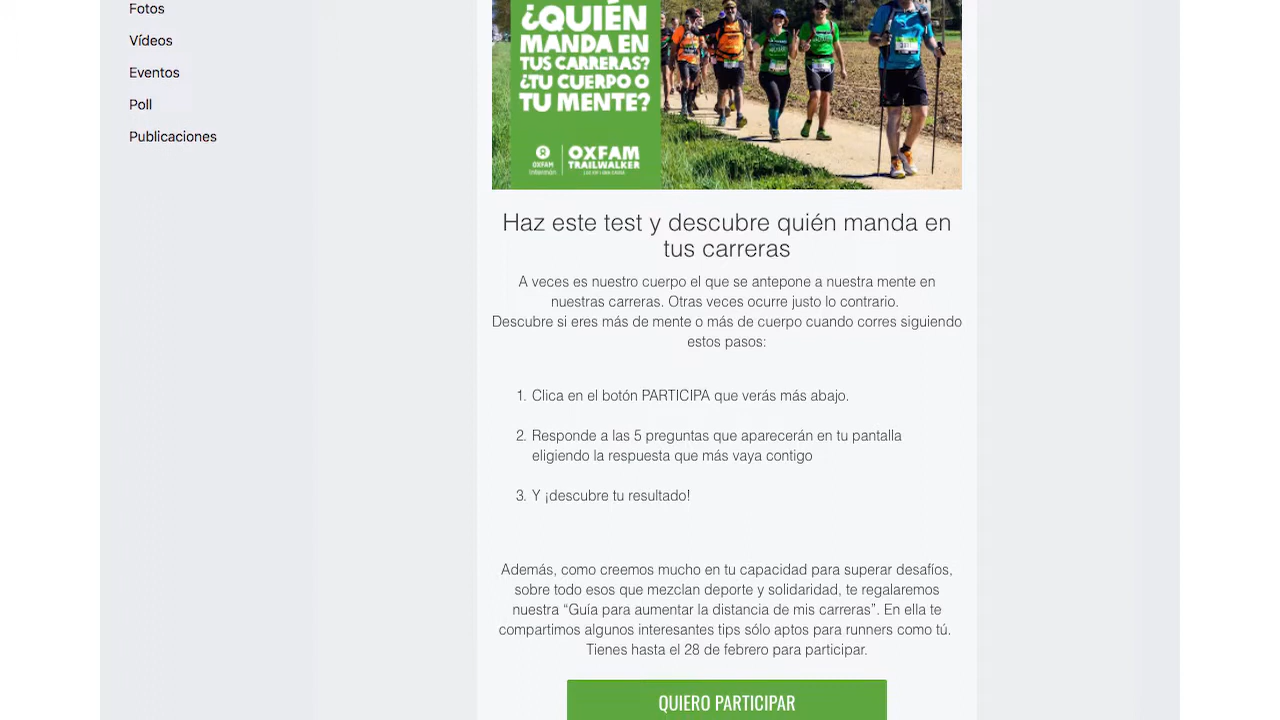 Fotos
Vídeos
Eventos
Poll
Publicaciones
¿QUIÉN
MANDA EN
TUS CARRERAS?
¿TU CUERPO O
TU MENTE?
OXFAM
Intermón
OXFAM
TRAILWALKER
Haz este test y descubre quién manda en
tus carreras
A veces es nuestro cuerpo el que se antepone a nuestra mente en
nuestras carreras. Otras veces ocurre justo lo contrario.
Descubre si eres más de mente o más de cuerpo cuando corres siguiendo
estos pasos:
1. Clica en el botón PARTICIPA que verás más abajo.
2. Responde a las 5 preguntas que aparecerán en tu pantalla
eligiendo la respuesta que más vaya contigo
3. Y ¡descubre tu resultado!
Además, como creemos mucho en tu capacidad para superar desafíos,
sobre todo esos que mezclan deporte y solidaridad, te regalaremos
nuestra “Guía para aumentar la distancia de mis carreras”. En ella te
compartimos algunos interesantes tips sólo aptos para runners como tú.
Tienes hasta el 28 de febrero para participar.
QUIERO PARTICIPAR